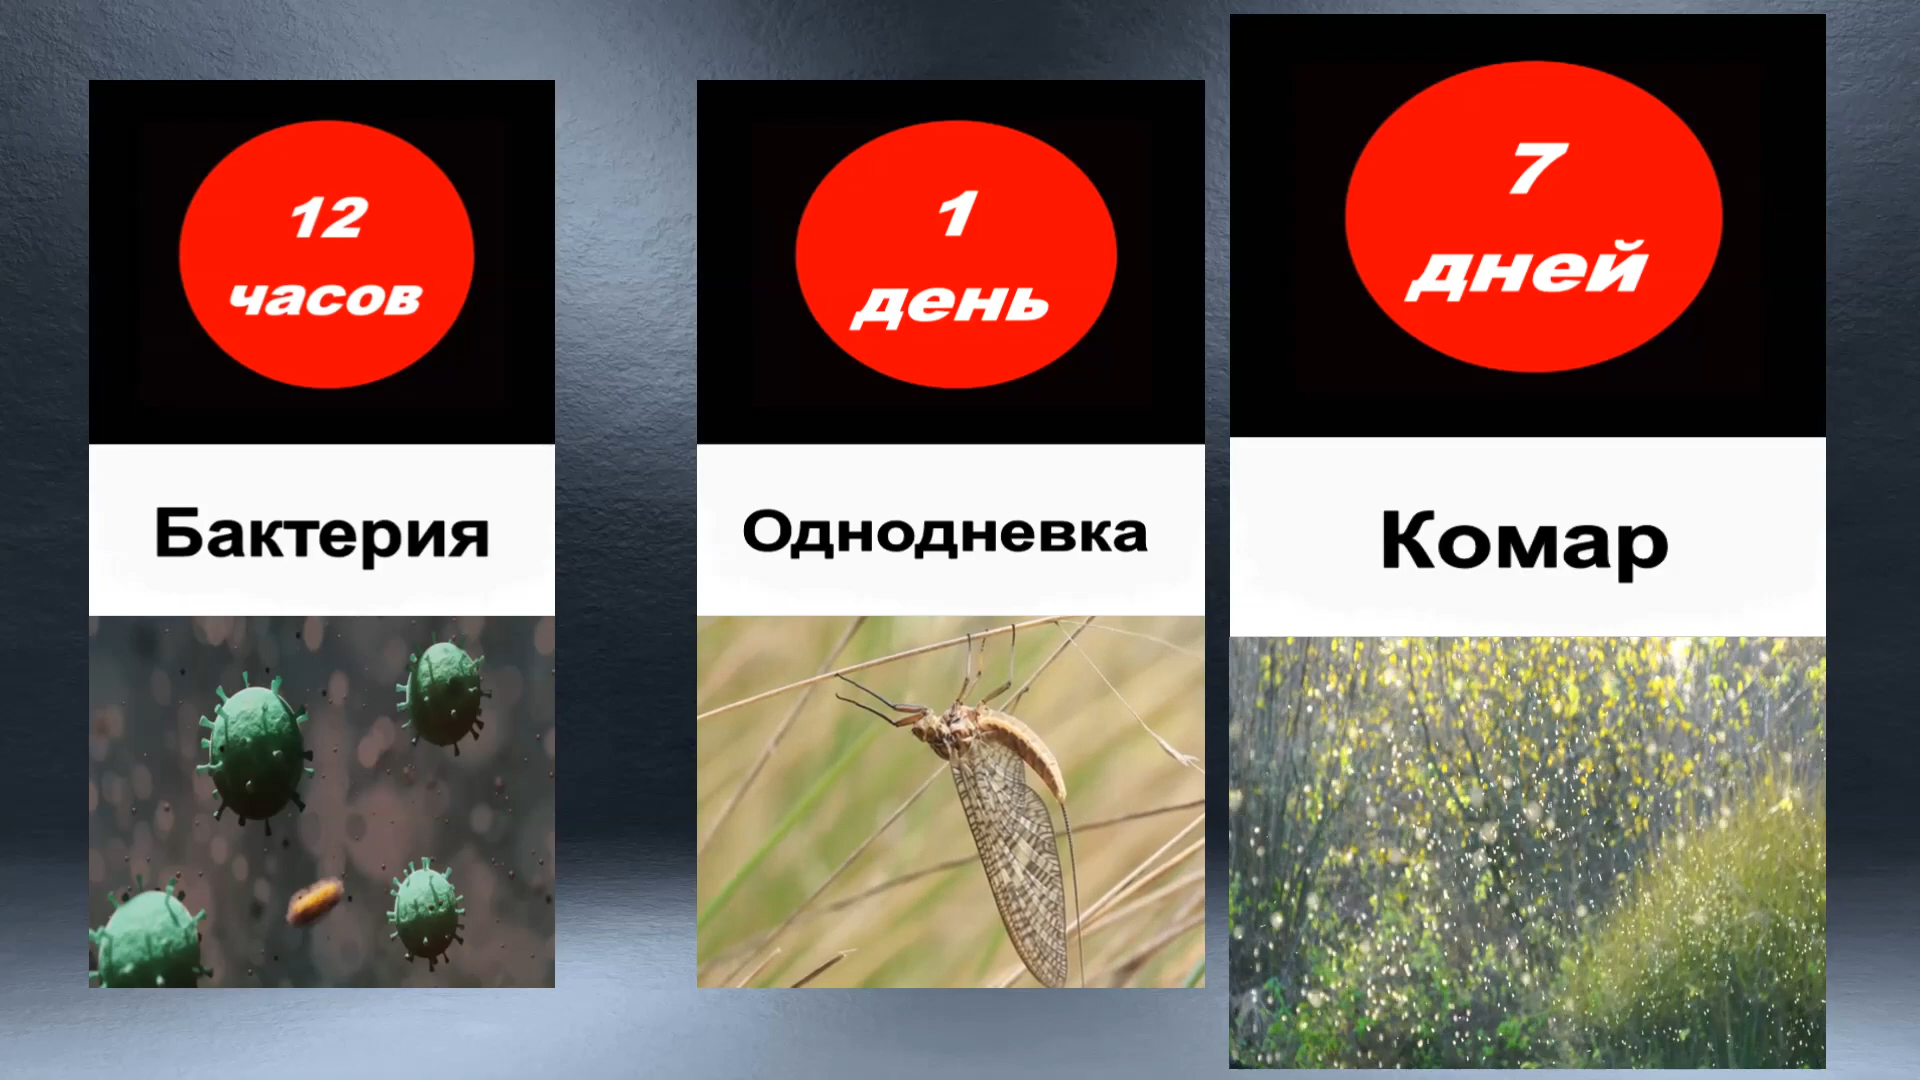 12
часов
Бактерия
1
день
Однодневка
7
дней
Комар